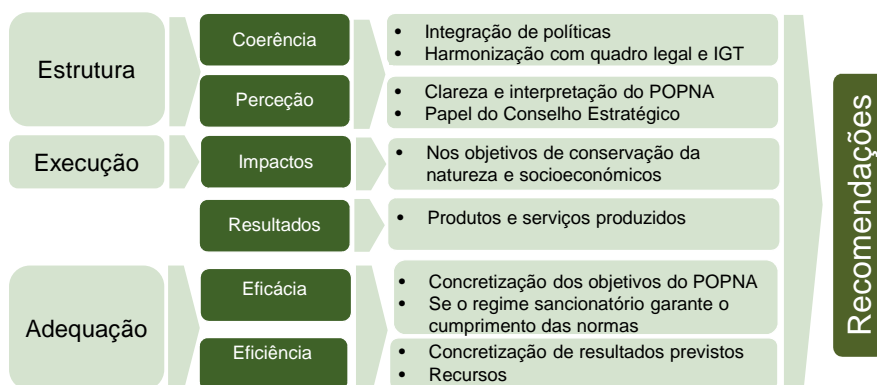 Estrutura
Coerência
• Integração de políticas
• Harmonização com quadro legal e IGT
Perceção
• Clareza e interpretação do POPNA
• Papel do Conselho Estratégico
Execução
Impactos
• Nos objetivos de conservação da
natureza e socioeconómicos
Resultados
• Produtos e serviços produzidos
Adequação
Eficácia
• Concretização dos objetivos do POPNA
• Se o regime sancionatório garante o
cumprimento das normas
Eficiência
• Concretização de resultados previstos
• Recursos
Recomendações